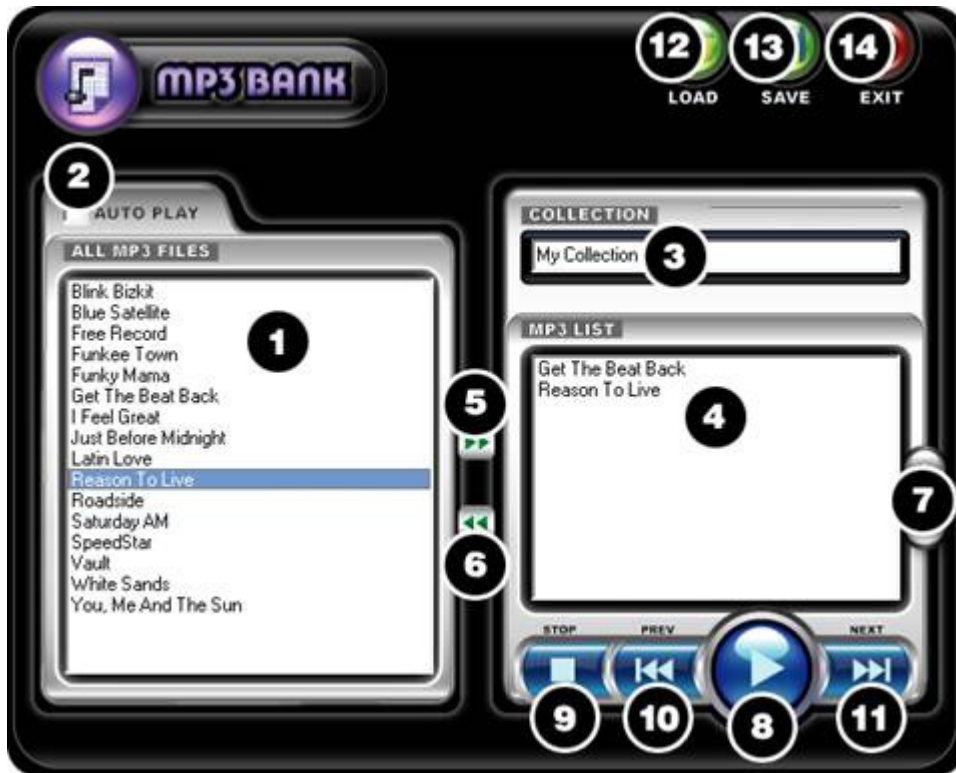 MP3 BANK
12
13
14
LOAD
SAVE
EXIT
2
AUTO PLAY
ALL MP3 FILES
Blink Bizkit
Blue Satellite
Free Record
Funkee Town
Funky Mama
Get The Beat Back
I Feel Great
Just Before Midnight
Latin Love
Reason To Live
Roadside
Saturday AM
SpeedStar
Vault
White Sands
You, Me And The Sun
1
5
6
COLLECTION
My Collection
3
MP3 LIST
Get The Beat Back
Reason To Live
4
7
STOP
PREV
NEXT
9
10
8
11